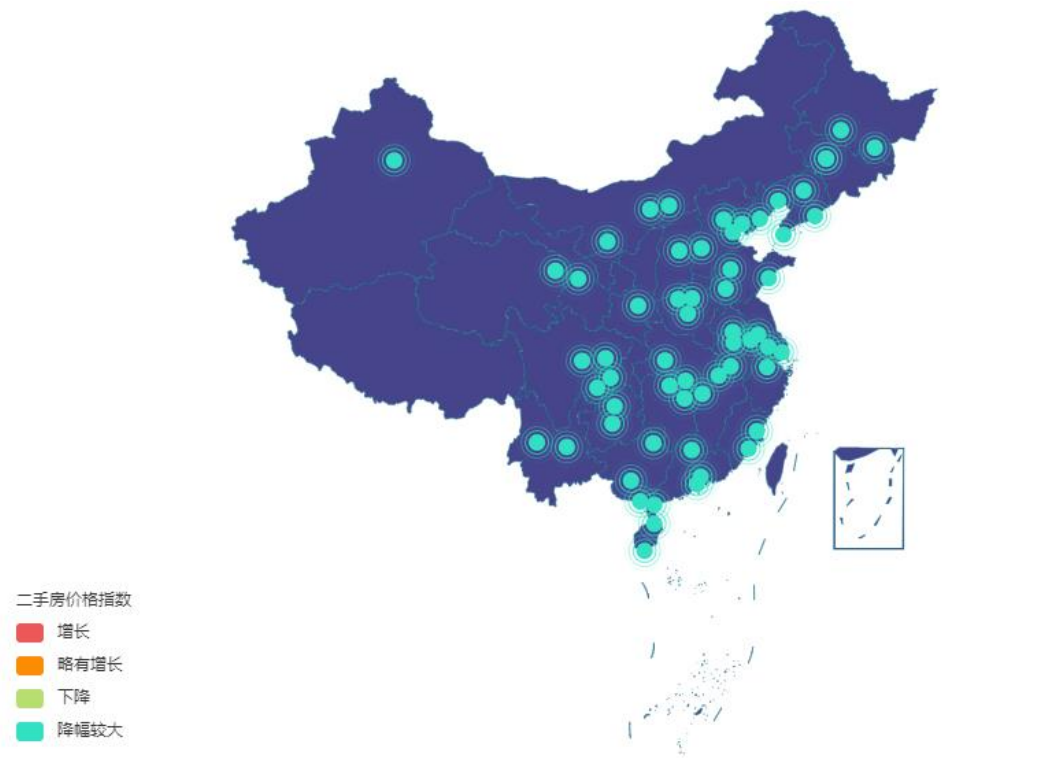 二手房价格指数
增长
略有增长
下降
降幅较大